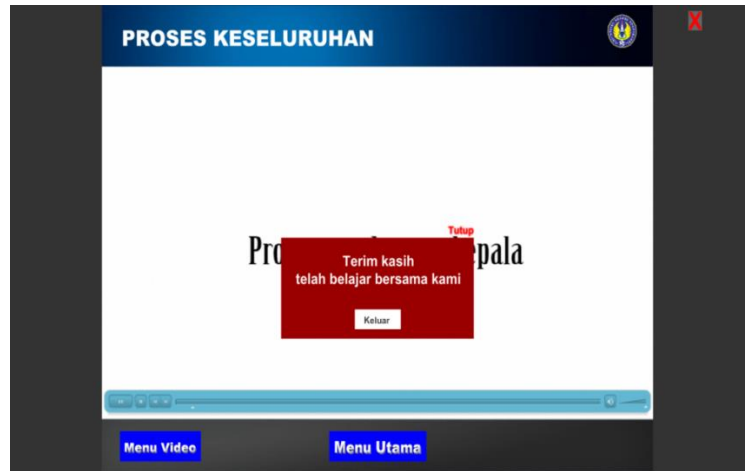 PROSES KESELURUHAN
X
Tutup
Terim kasih
telah belajar bersama kami
Keluar
Menu Video
Menu Utama